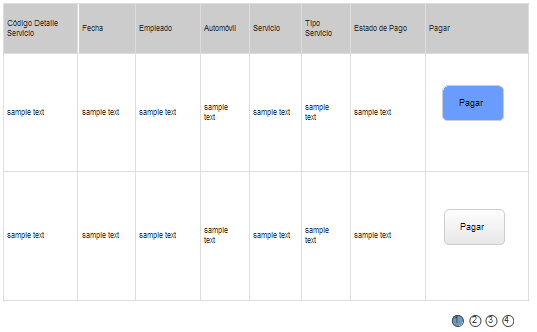 Código Detalle Servicio Fecha Empleado Automóvil Servicio Tipo Servicio Estado de Pago Pagar
sample text sample text sample text sample text sample text sample text sample text Pagar
sample text sample text sample text sample text sample text sample text sample text Pagar
1 2 3 4